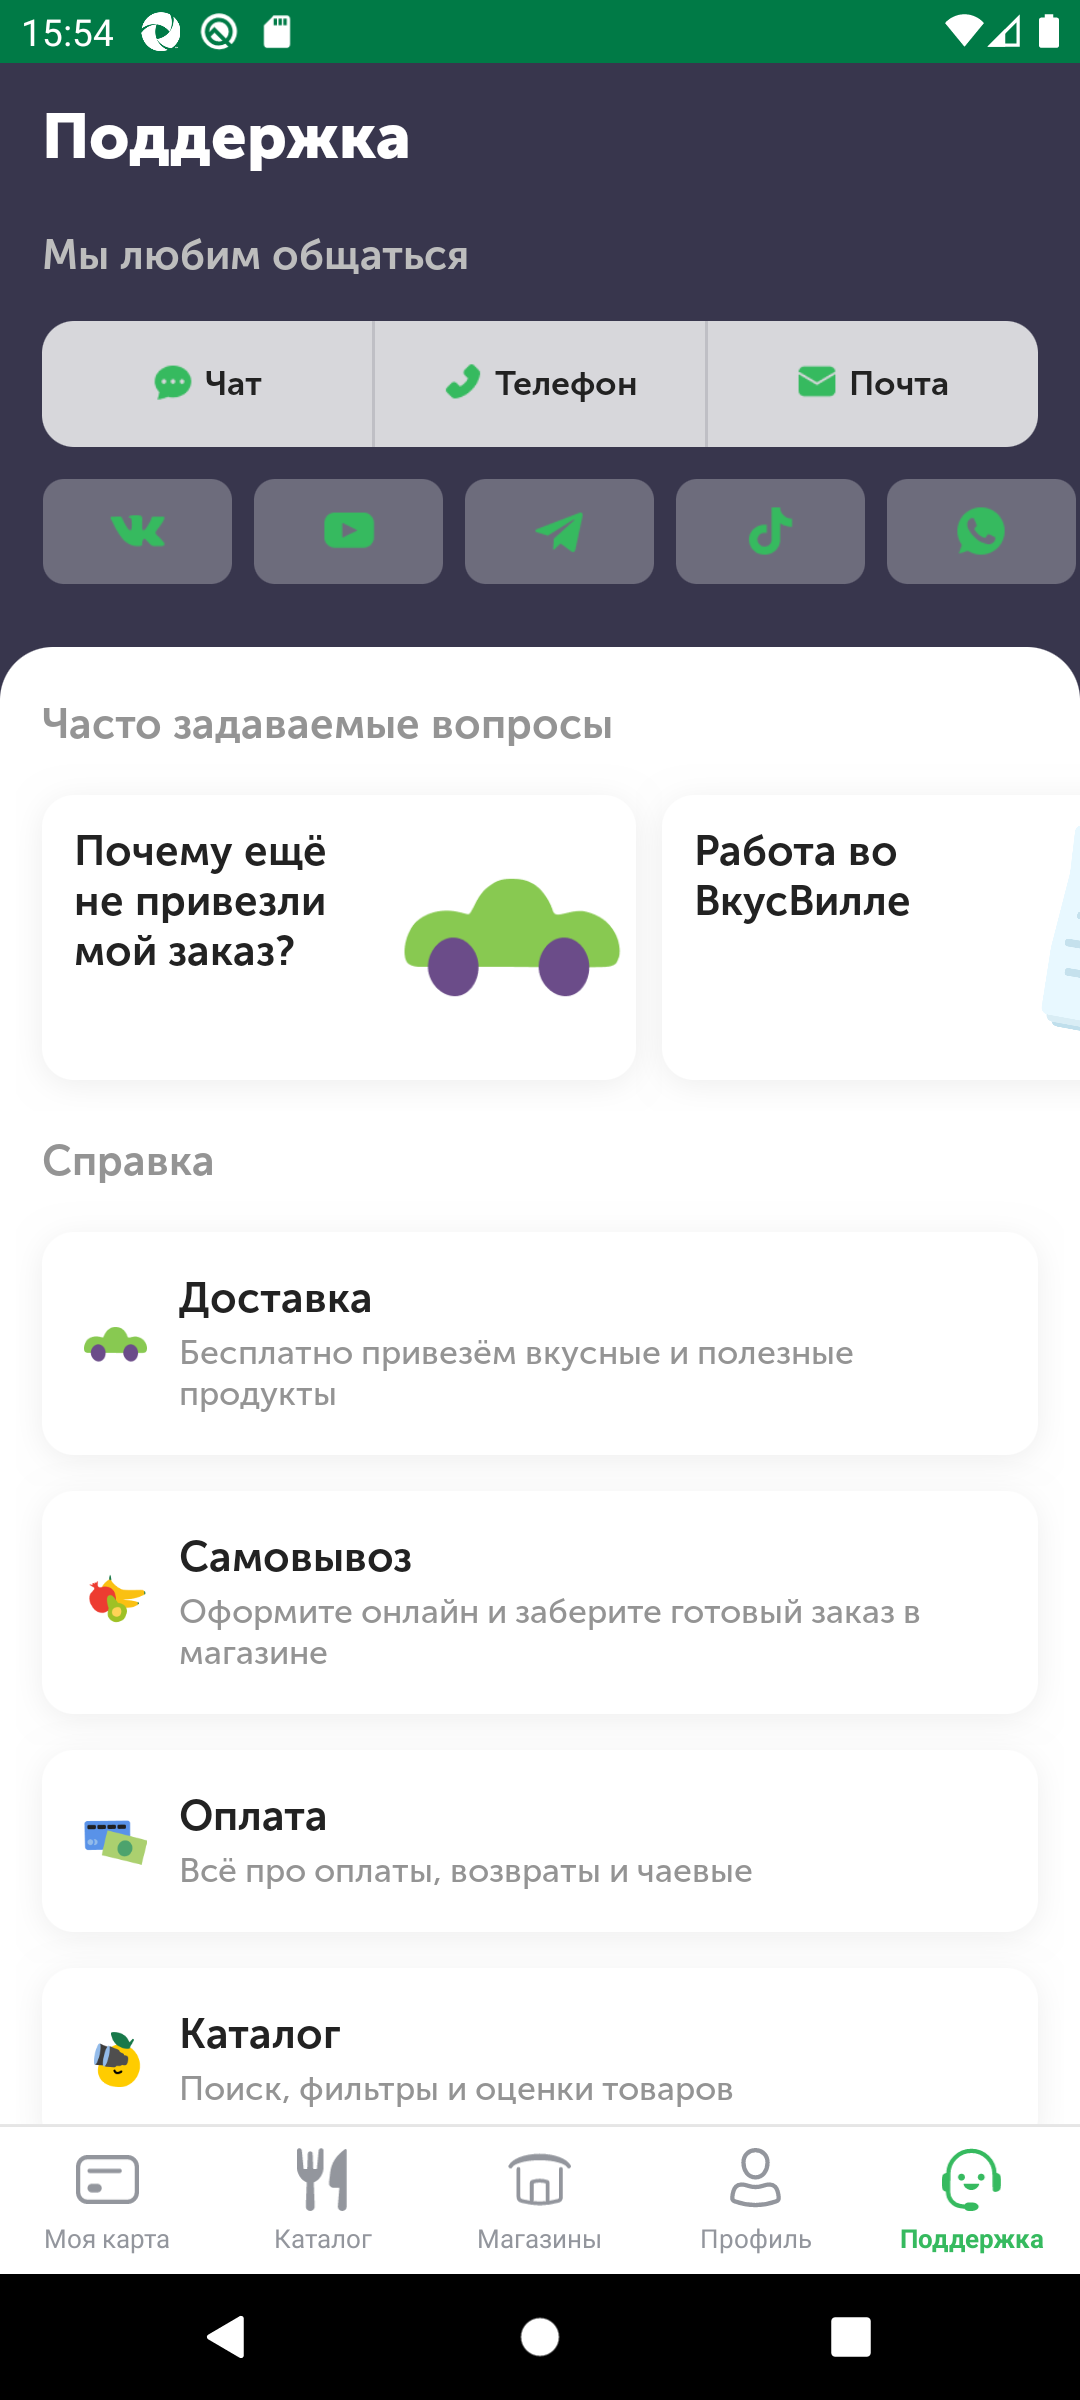 15:54
Поддержка
Мы любим общаться
Чат
Телефон
Почта
Часто задаваемые вопросы
Почему ещё
не привезли
мой заказ?
Работа во
ВкусВилле
Справка
Доставка
Бесплатно привезём вкусные и полезные
продукты
Самовывоз
Оформите онлайн и заберите готовый заказ в
магазине
Оплата
Всё про оплаты, возвраты и чаевые
Каталог
Поиск, фильтры и оценки товаров
Моя карта
Каталог
Магазины
Профиль
Поддержка